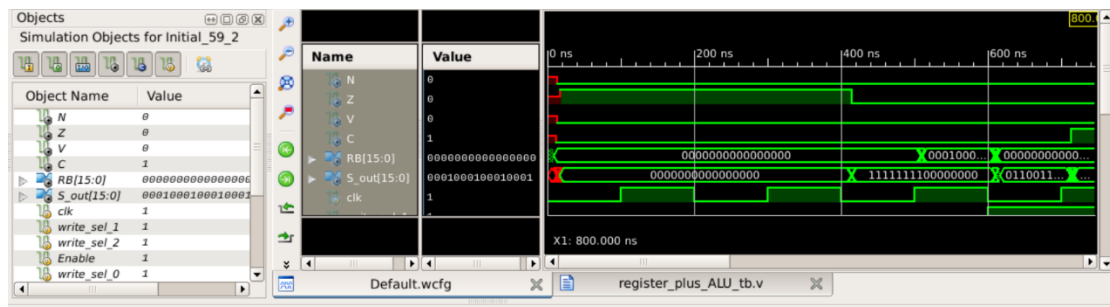 Objects
Simulation Objects for Initial_59_2
Object Name Value
N 0
Z 0
V 0
C 1
RB[15:0] 0000000000000000
S_out[15:0] 0001000100010001
clk 1
write_sel_1 1
write_sel_2 1
Enable 1
write_sel_0 1
Name Value
N 0
Z 0
V 0
C 1
RB[15:0] 0000000000000000
S_out[15:0] 0001000100010001
clk 1
800.
0 ns 200 ns 400 ns 600 ns
0000000000000000 0001000... 00000000000...
0000000000000000 1111111100000000 0110011... ...
X1: 800.000 ns
Default.wcfg register_plus_ALU_tb.v